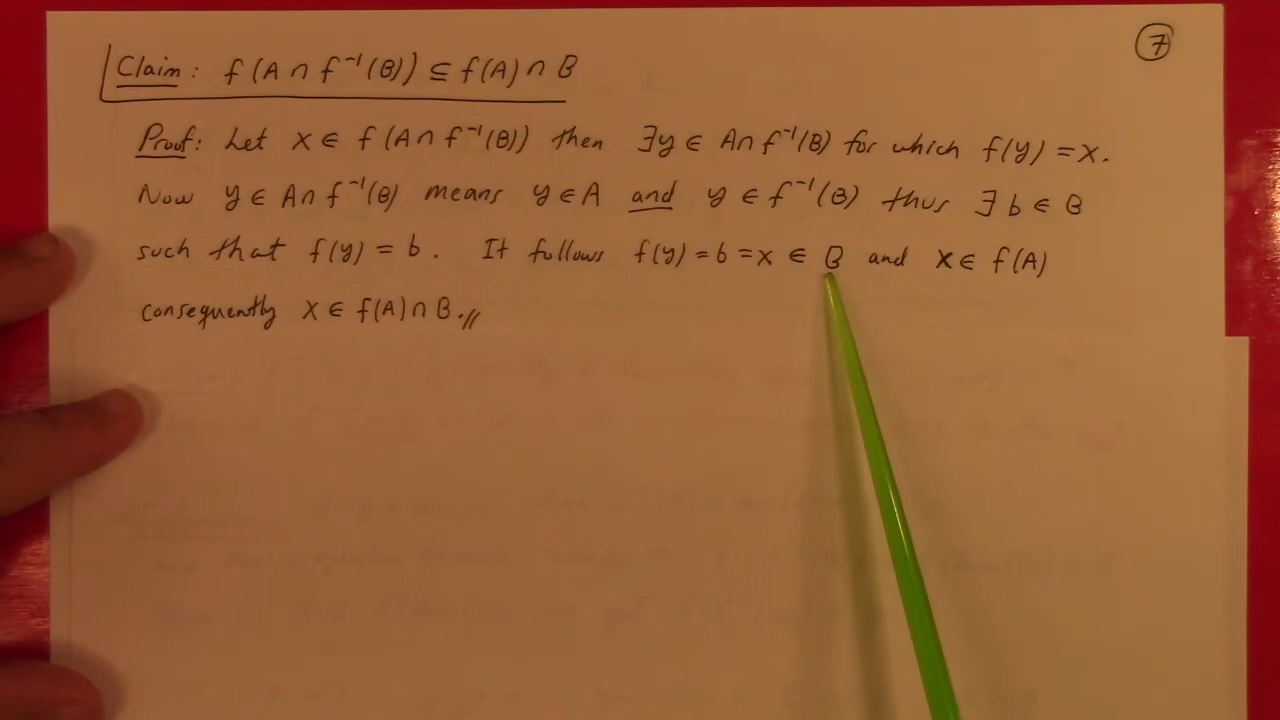 7
Claim: f(A∩f⁻¹(B)) ⊆ f(A)∩B
Proof: Let x ∈ f(A∩f⁻¹(B)) then ∃y ∈ A∩f⁻¹(B) for which f(y) = x.
Now y ∈ A∩f⁻¹(B) means y ∈ A and y ∈ f⁻¹(B) thus ∃ b ∈ B
such that f(y) = b. It follows f(y) = b = x ∈ B and x ∈ f(A)
consequently x ∈ f(A)∩B.//